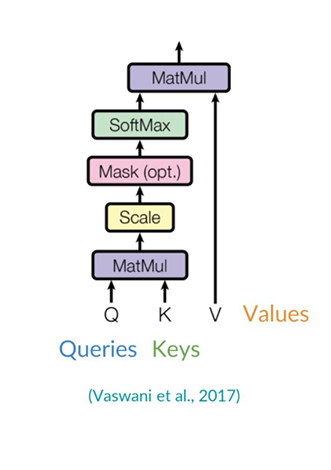 MatMul
SoftMax
Mask (opt.)
Scale
MatMul
Q K V Values
Queries Keys
(Vaswani et al., 2017)